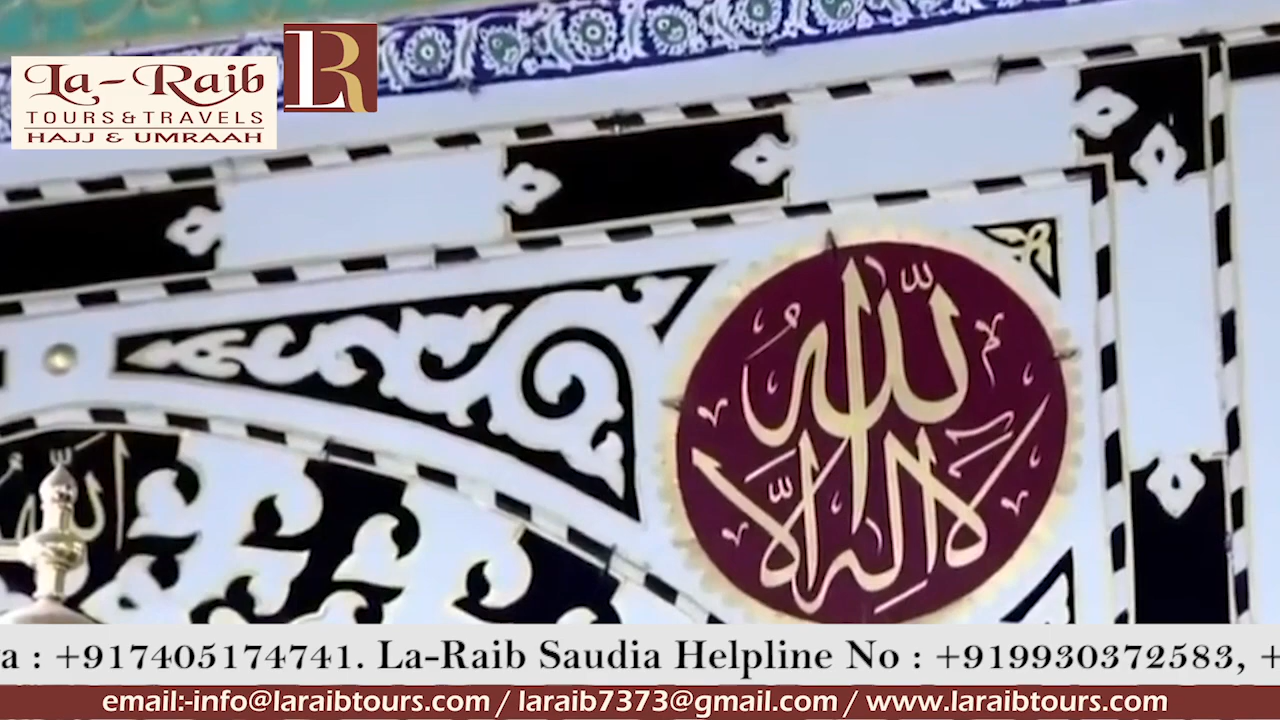 La-Raib
TOURS & TRAVELS
HAJJ & UMRAAH
LR
لَا إِلٰهَ إِلَّا
اللّٰهُ
الله
a : +917405174741. La-Raib Saudia Helpline No : +919930372583, +
email:-info@laraibtours.com / laraib7373@gmail.com / www.laraibtours.com